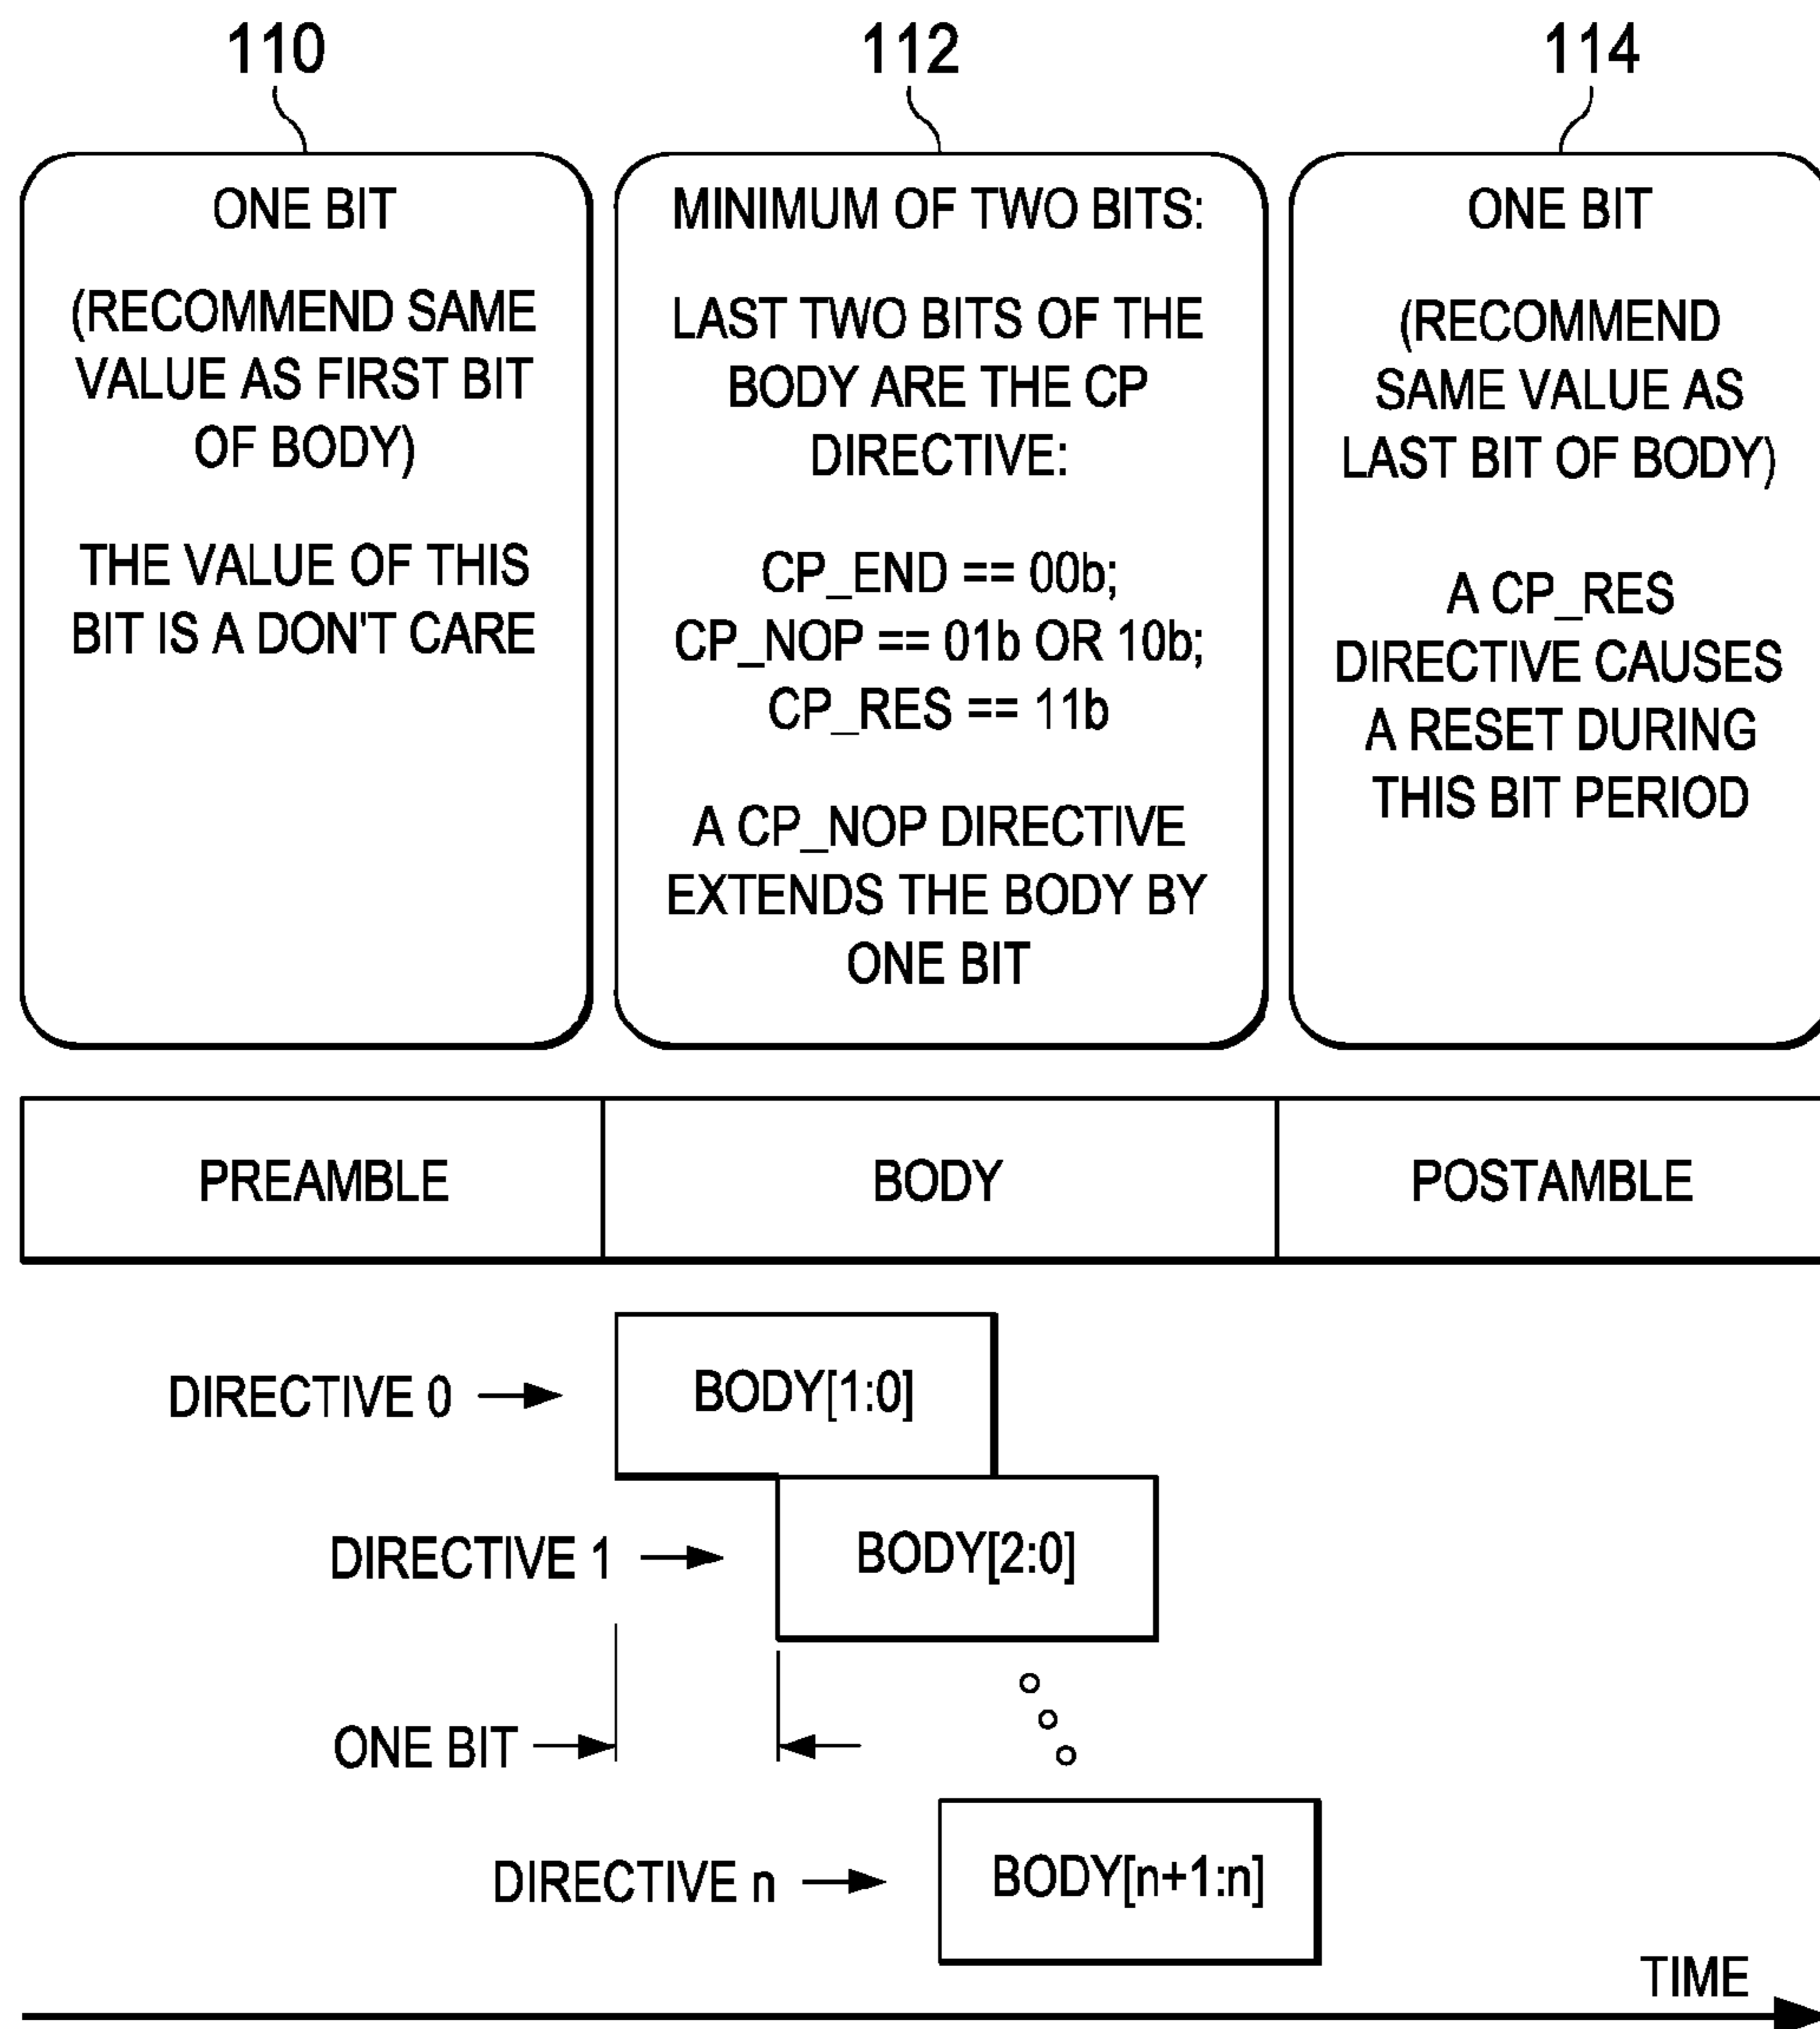 110
112
114
ONE BIT
(RECOMMEND SAME
VALUE AS FIRST BIT
OF BODY)
THE VALUE OF THIS
BIT IS A DON'T CARE
MINIMUM OF TWO BITS:
LAST TWO BITS OF THE
BODY ARE THE CP
DIRECTIVE:
CP_END == 00b;
CP_NOP == 01b OR 10b;
CP_RES == 11b
A CP_NOP DIRECTIVE
EXTENDS THE BODY BY
ONE BIT
ONE BIT
(RECOMMEND
SAME VALUE AS
LAST BIT OF BODY)
A CP_RES
DIRECTIVE CAUSES
A RESET DURING
THIS BIT PERIOD
PREAMBLE
BODY
POSTAMBLE
DIRECTIVE 0
BODY[1:0]
DIRECTIVE 1
BODY[2:0]
ONE BIT
DIRECTIVE n
BODY[n+1:n]
TIME